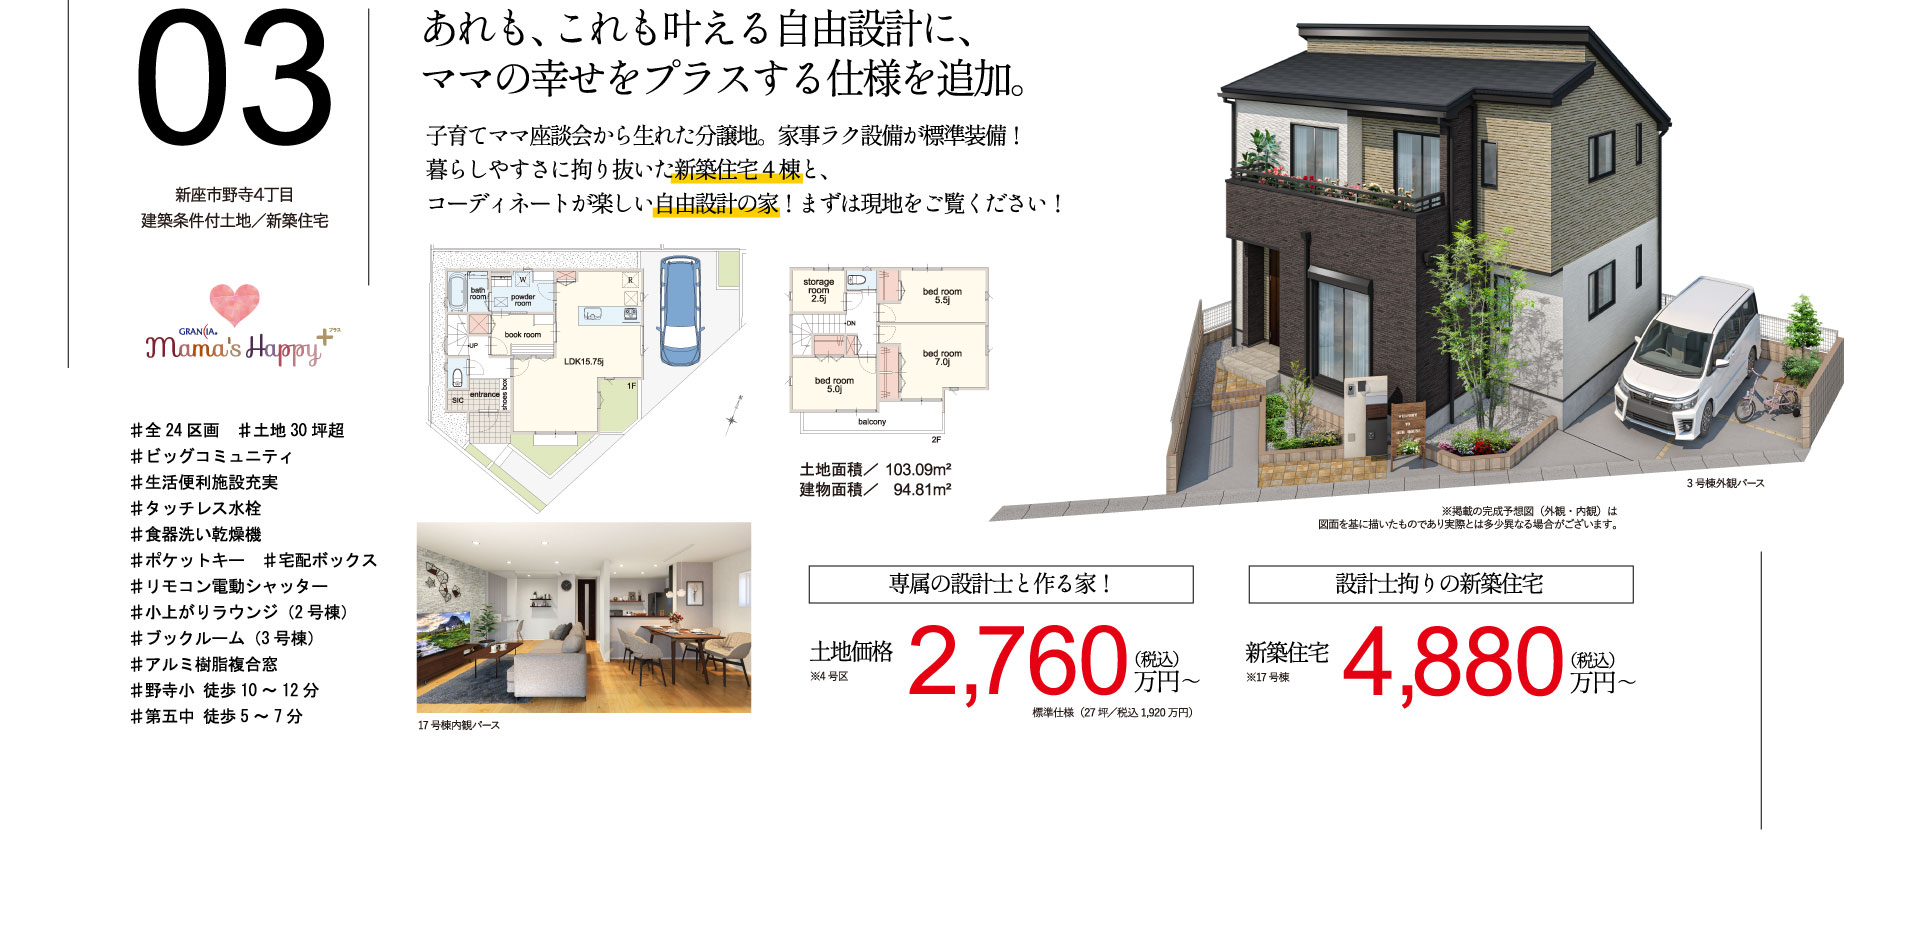 03
新座市野寺4丁目
建築条件付土地／新築住宅
GRANCIA
Mama's Happy+
プラス
♯全24区画　♯土地30坪超
♯ビッグコミュニティ
♯生活便利施設充実
♯タッチレス水栓
♯食器洗い乾燥機
♯ポケットキー　♯宅配ボックス
♯リモコン電動シャッター
♯小上がりラウンジ（2号棟）
♯ブックルーム（3号棟）
♯アルミ樹脂複合窓
♯野寺小 徒歩10～12分
♯第五中 徒歩5～7分
あれも、これも叶える自由設計に、
ママの幸せをプラスする仕様を追加。
子育てママ座談会から生れた分譲地。家事ラク設備が標準装備！
暮らしやすさに拘り抜いた新築住宅４棟と、
コーディネートが楽しい自由設計の家！まずは現地をご覧ください！
bath room
powder room
W
R
book room
UP
LDK15.75j
SIC
entrance
shoes box
1F
storage room 2.5j
bed room 5.5j
DN
bed room 7.0j
bed room 5.0j
balcony
2F
土地面積／ 103.09m²
建物面積／ 94.81m²
3号棟外観パース
※掲載の完成予想図（外観・内観）は
図面を基に描いたものであり実際とは多少異なる場合がございます。
17号棟内観パース
専属の設計士と作る家！
土地価格
※4号区
2,760
（税込）
万円～
標準仕様（27坪／税込1,920万円）
設計士拘りの新築住宅
新築住宅
※17号棟
4,880
（税込）
万円～